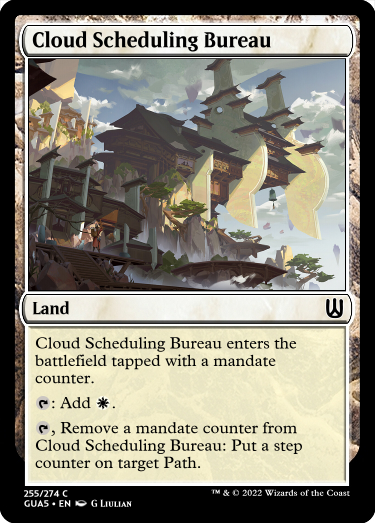 Cloud Scheduling Bureau
Land
Cloud Scheduling Bureau enters the
battlefield tapped with a mandate
counter.
: Add .
, Remove a mandate counter from
Cloud Scheduling Bureau: Put a step
counter on target Path.
255/274 C
GUA5 • EN G Liulian
™ & © 2022 Wizards of the Coast